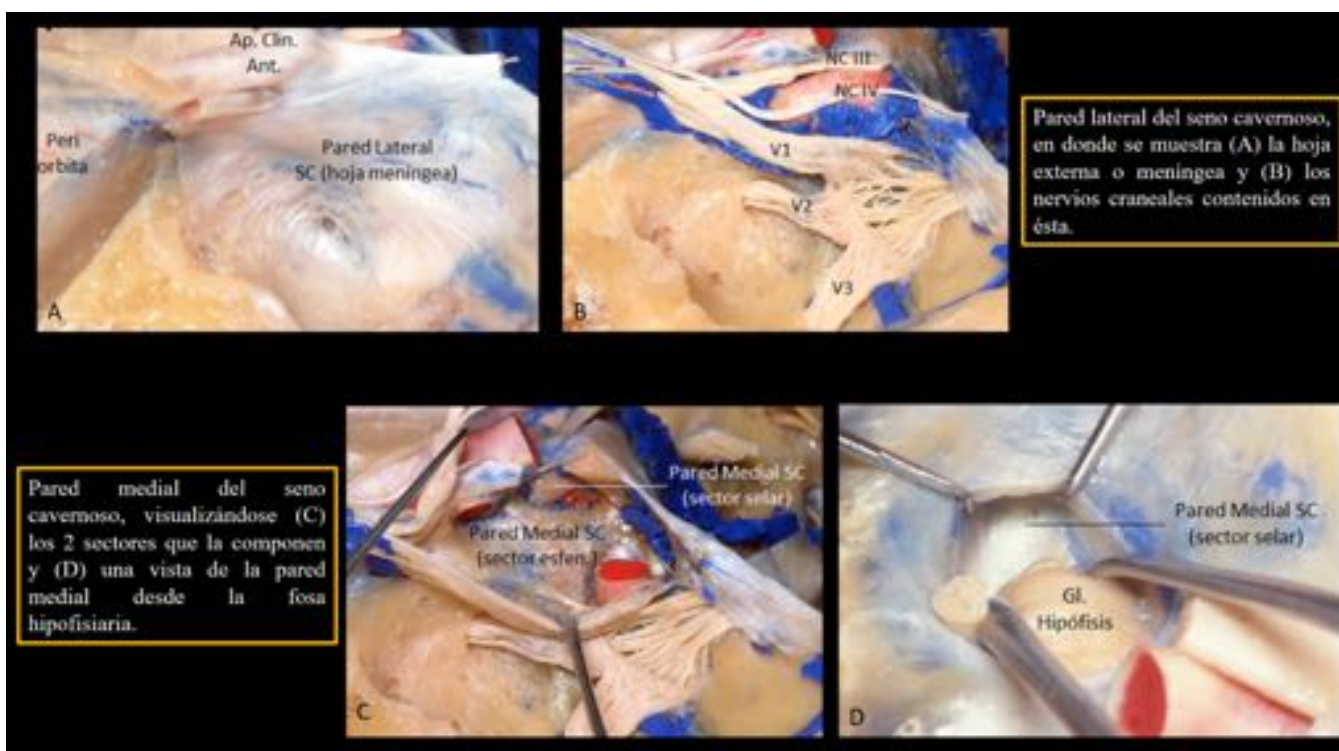 Ap. Clin.
Ant.
Peri
orbita
Pared Lateral
SC (hoja meníngea)
A
NC III
NC IV
V1
V2
V3
B
Pared lateral del seno cavernoso,
en donde se muestra (A) la hoja
externa o meníngea y (B) los
nervios craneales contenidos en
ésta.
Pared medial del seno
cavernoso, visualizándose (C)
los 2 sectores que la componen
y (D) una vista de la pared
medial desde la fosa
hipofisiaria.
Pared Medial SC
(sector selar)
Pared Medial SC
(sector esfen.)
C
Pared Medial SC
(sector selar)
Gl.
Hipófisis
D